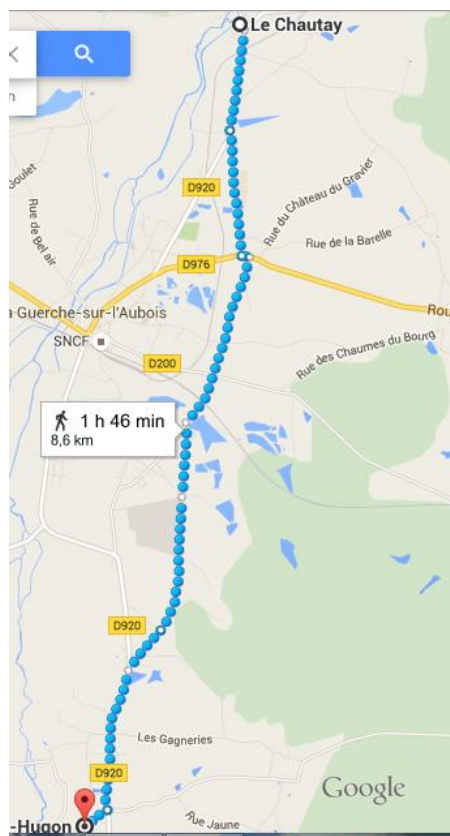 Le Chautay
n
D920
Rue du Château du Gravier
Goulet
Rue de Bel air
Rue de la Barelle
D976
a Guerche-sur-l'Aubois
Rou
SNCF
D200
Rue des Chaumes du Bourg
1 h 46 min
8,6 km
D920
Les Gagneries
D920
Google
Rue Jaune
-Hugon